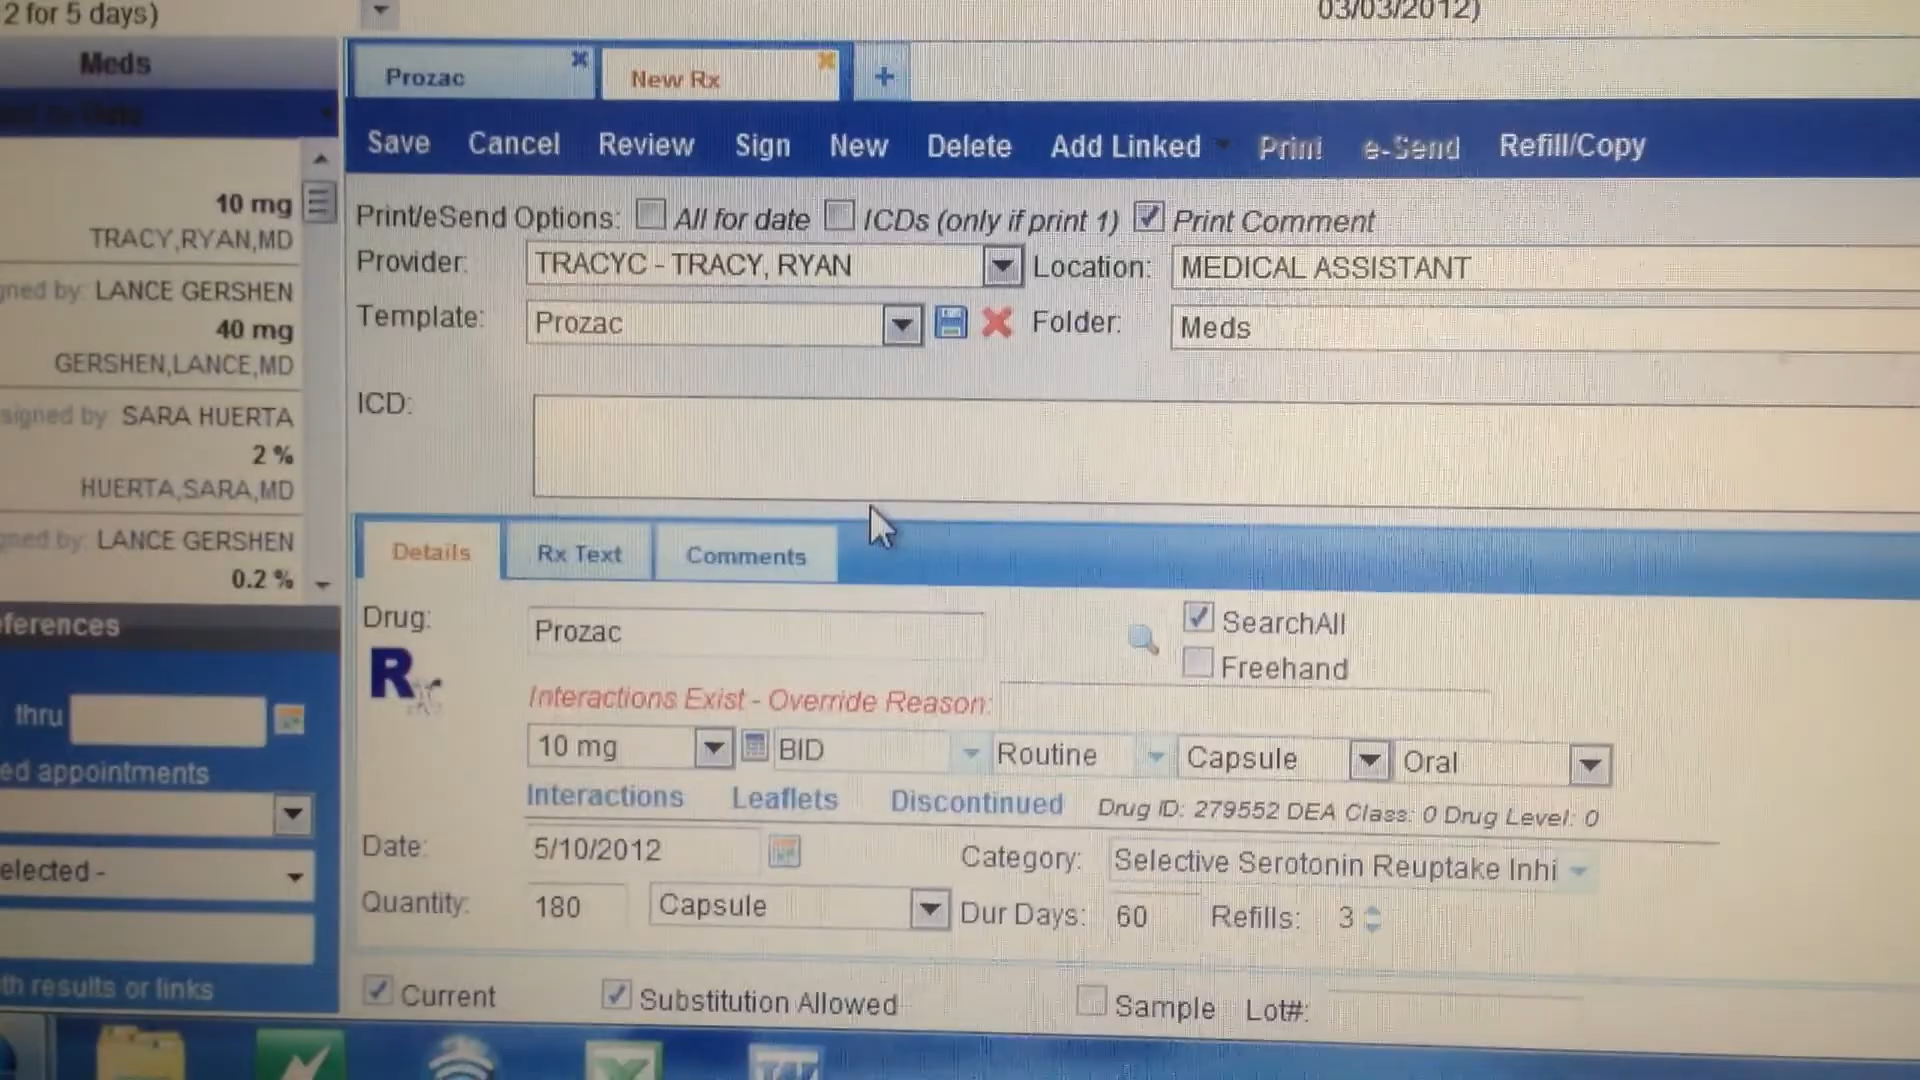 2 for 5 days)
03/03/2012)
Meds
Prozac
New Rx
+
Save Cancel Review Sign New Delete Add Linked Print e-Send Refill/Copy
10 mg
TRACY,RYAN,MD
gned by: LANCE GERSHEN
40 mg
GERSHEN,LANCE,MD
signed by SARA HUERTA
2 %
HUERTA,SARA,MD
gned by: LANCE GERSHEN
0.2 %
ferences
thru
ed appointments
elected -
th results or links
Print/eSend Options: All for date ICDs (only if print 1) Print Comment
Provider: TRACYC - TRACY, RYAN Location: MEDICAL ASSISTANT
Template: Prozac Folder: Meds
ICD:
Details Rx Text Comments
Drug: Prozac SearchAll
Rx Freehand
Interactions Exist - Override Reason:
10 mg BID Routine Capsule Oral
Interactions Leaflets Discontinued Drug ID: 279552 DEA Class: 0 Drug Level: 0
Date: 5/10/2012 Category: Selective Serotonin Reuptake Inhi
Quantity: 180 Capsule Dur Days: 60 Refills: 3
Current Substitution Allowed Sample Lot#: